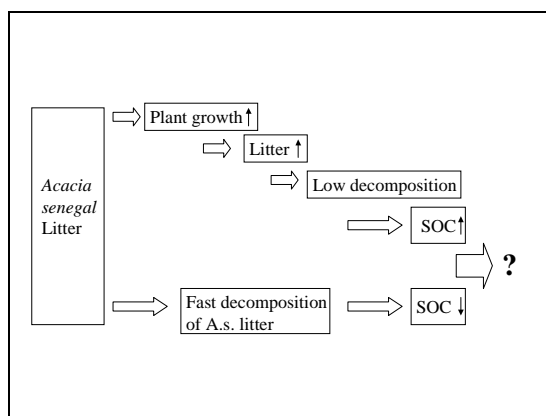 Plant growth ↑
Litter ↑
Low decomposition
Acacia
senegal
Litter
SOC ↑
?
Fast decomposition
of A.s. litter
SOC ↓